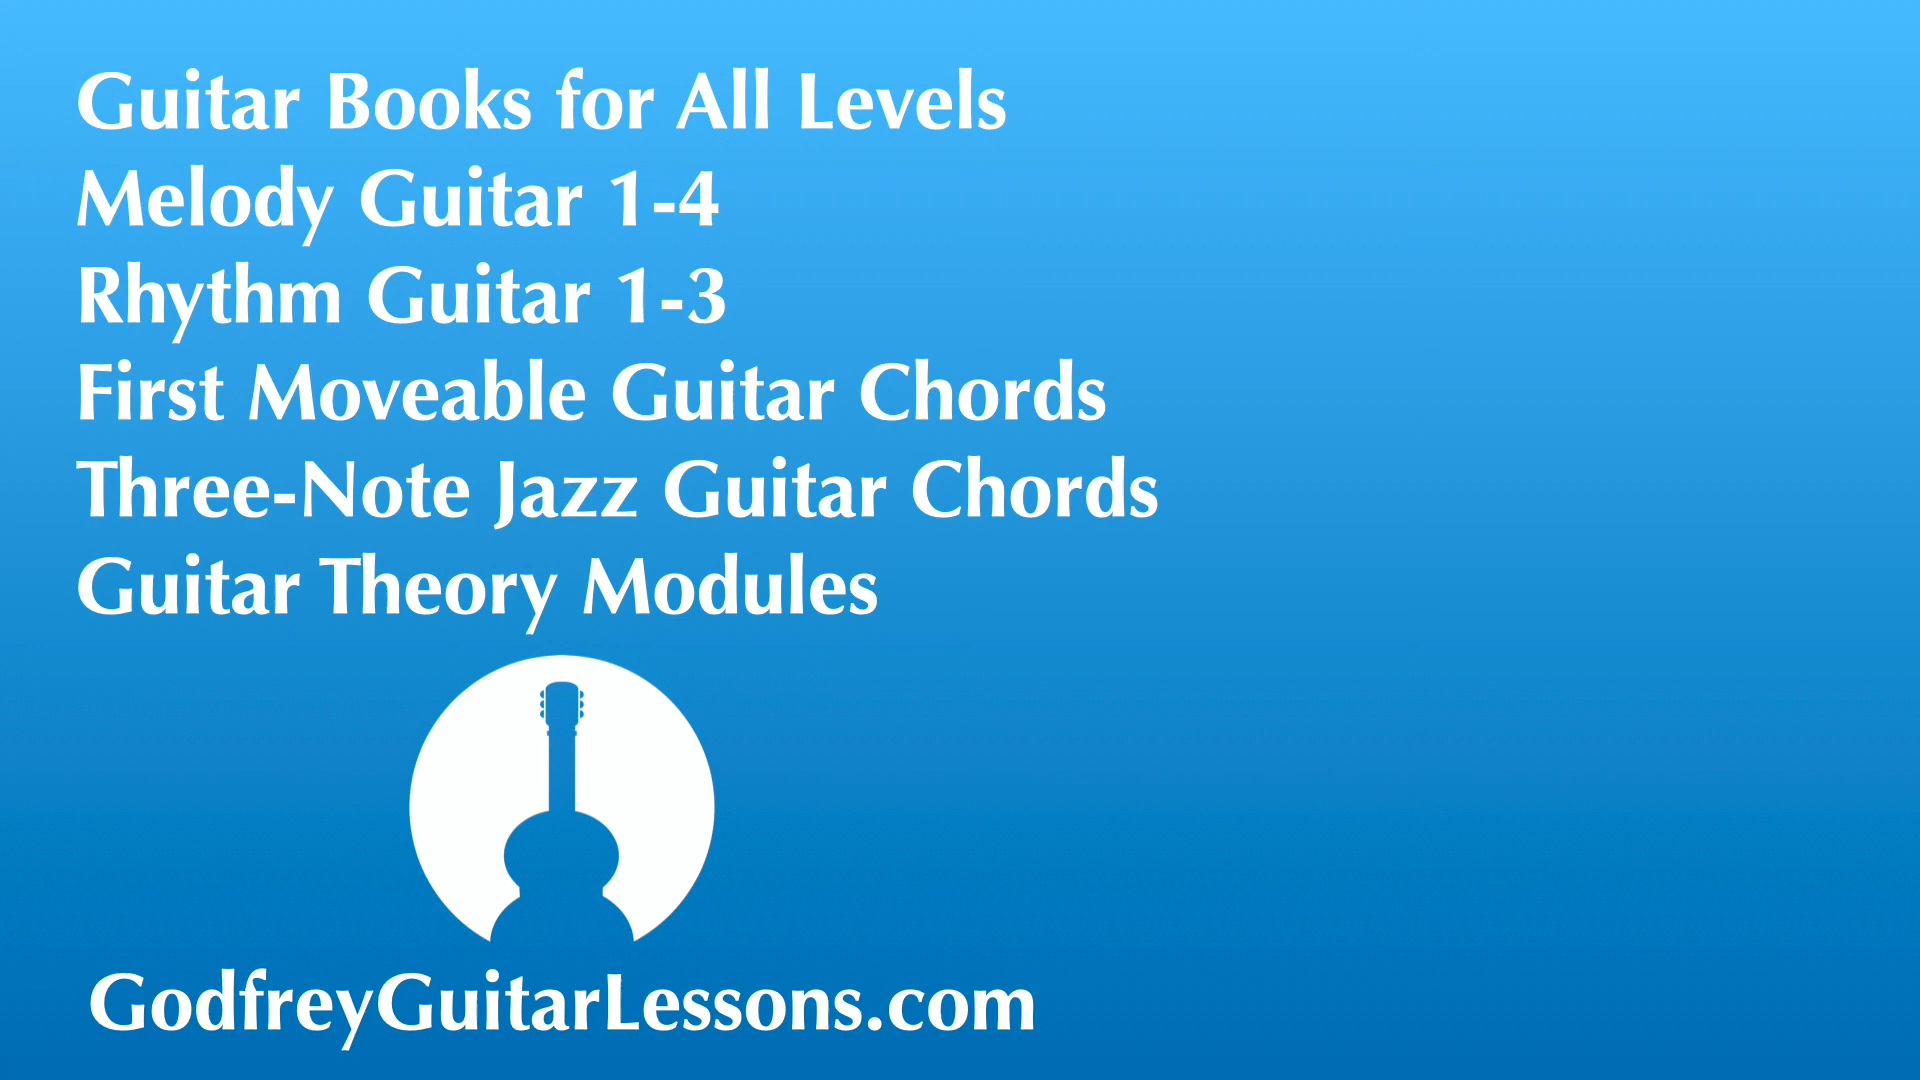 Guitar Books for All Levels
Melody Guitar 1-4
Rhythm Guitar 1-3
First Moveable Guitar Chords
Three-Note Jazz Guitar Chords
Guitar Theory Modules
GodfreyGuitarLessons.com